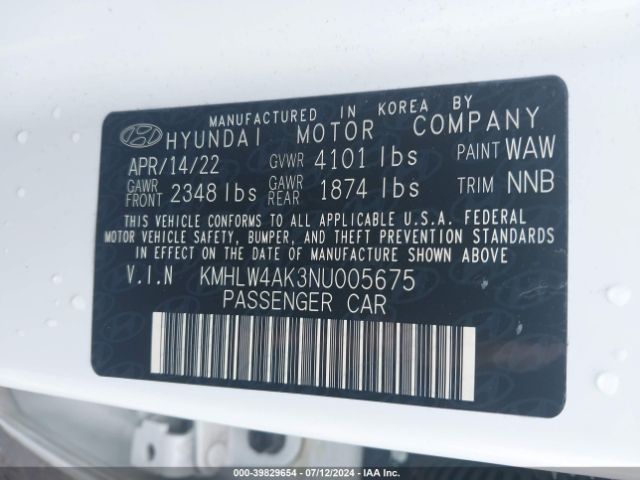 MANUFACTURED IN KOREA BY
HYUNDAI MOTOR COMPANY
APR/14/22 GVWR 4101 lbs PAINT WAW
GAWR FRONT 2348 lbs GAWR REAR 1874 lbs TRIM NNB
THIS VEHICLE CONFORMS TO ALL APPLICABLE U.S.A. FEDERAL
MOTOR VEHICLE SAFETY, BUMPER, AND THEFT PREVENTION STANDARDS
IN EFFECT ON THE DATE OF MANUFACTURE SHOWN ABOVE.
V.I.N KMHLW4AK3NU005675
PASSENGER CAR
000-39829654 - 07/12/2024 - IAA Inc.